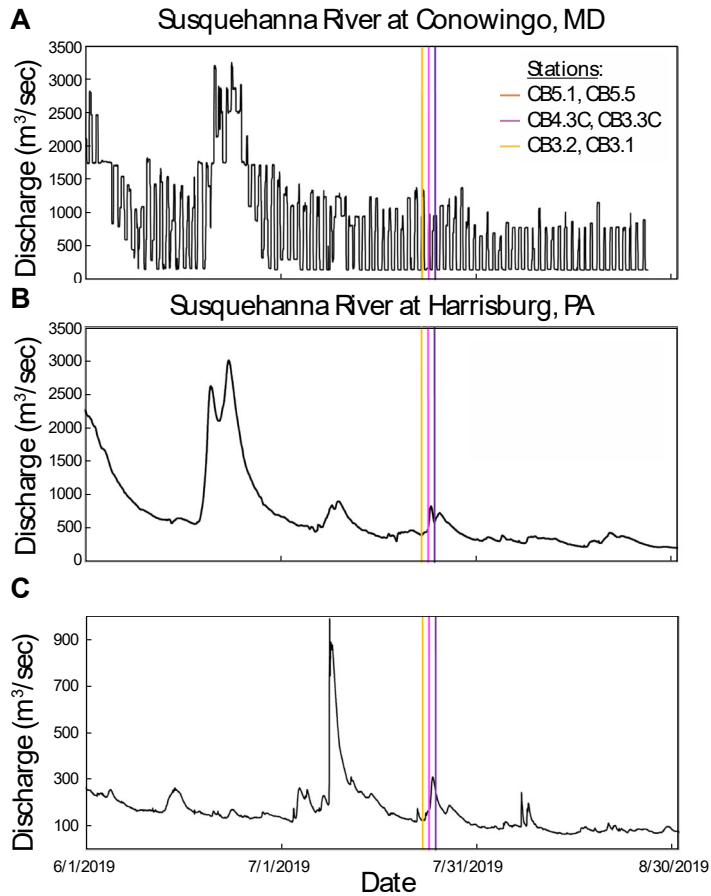 A
Susquehanna River at Conowingo, MD
Discharge (m³/sec)
3500
3000
2500
2000
1500
1000
500
0
Stations:
CB5.1, CB5.5
CB4.3C, CB3.3C
CB3.2, CB3.1
B
Susquehanna River at Harrisburg, PA
Discharge (m³/sec)
3500
3000
2500
2000
1500
1000
500
0
C
Discharge (m³/sec)
900
700
500
300
100
6/1/2019 7/1/2019 7/31/2019 8/30/2019
Date